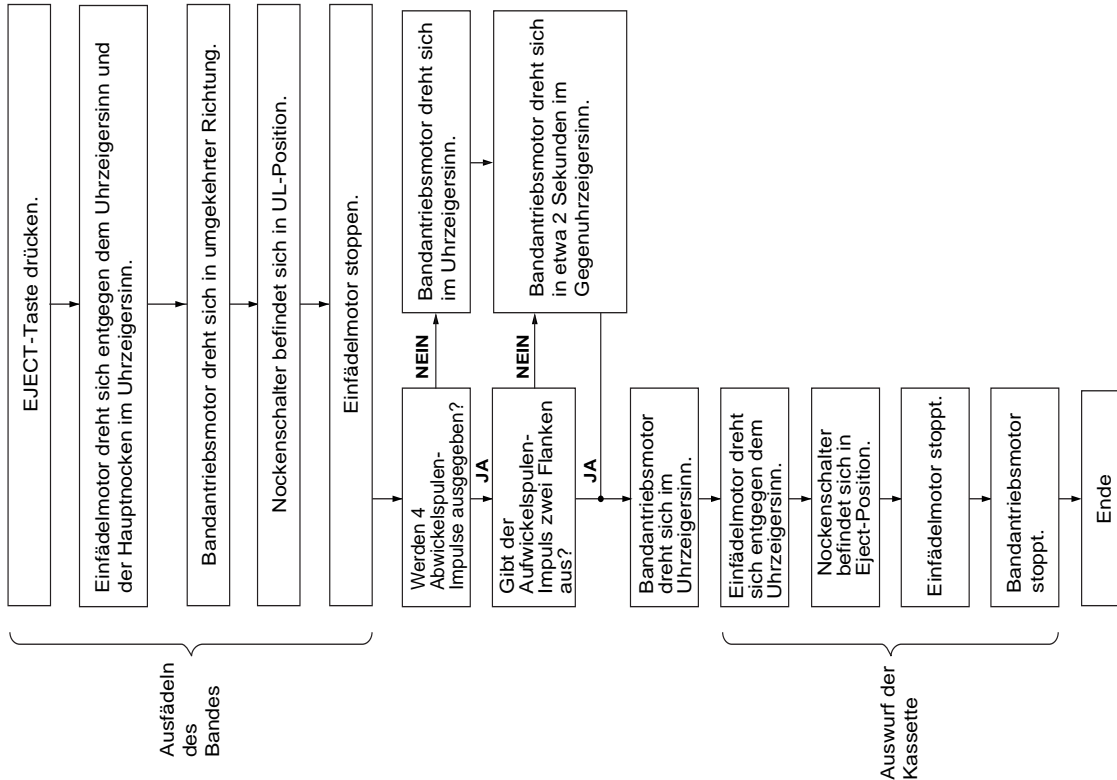 EJECT-Taste drücken.
Einfädelmotor dreht sich entgegen dem Uhrzeigersinn und
der Hauptnocken im Uhrzeigersinn.
Bandantriebsmotor dreht sich in umgekehrter Richtung.
Nockenschalter befindet sich in UL-Position.
Einfädelmotor stoppen.
Ausfädeln
des
Bandes
Werden 4
Abwickelspulen-
Impulse ausgegeben?
NEIN
Bandantriebsmotor dreht sich
im Uhrzeigersinn.
JA
Gibt der
Aufwickelspulen-
Impuls zwei Flanken
aus?
NEIN
Bandantriebsmotor dreht sich
in etwa 2 Sekunden im
Gegenuhrzeigersinn.
JA
Bandantriebsmotor
dreht sich im
Uhrzeigersinn.
Einfädelmotor dreht
sich entgegen dem
Uhrzeigersinn.
Nockenschalter
befindet sich in
Eject-Position.
Einfädelmotor stoppt.
Bandantriebsmotor
stoppt.
Auswurf der
Kassette
Ende